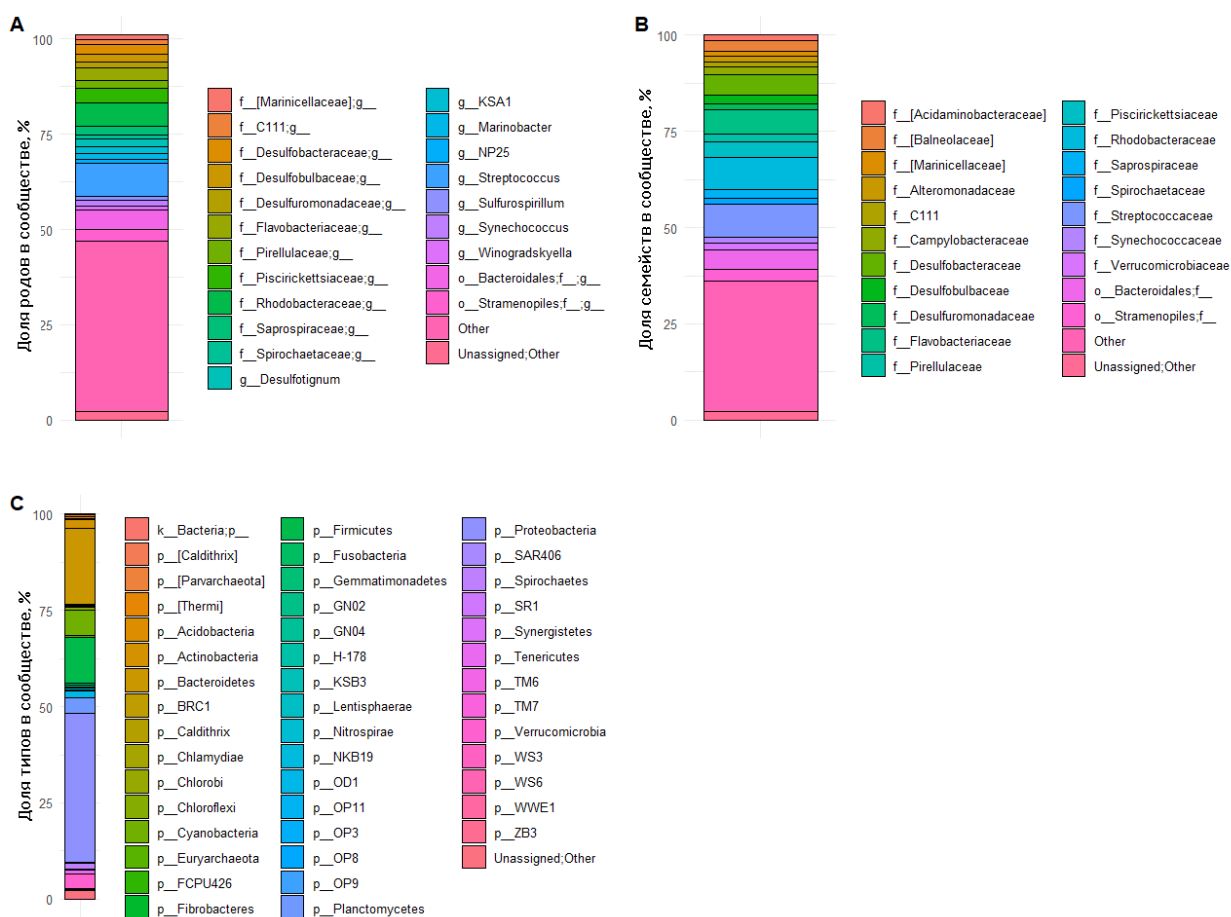 A
Доля родов в сообществе, %
100
75
50
25
0
f__[Marinicellaceae];g__
f__C111;g__
f__Desulfobacteraceae;g__
f__Desulfobulbaceae;g__
f__Desulfuromonadaceae;g__
f__Flavobacteriaceae;g__
f__Pirellulaceae;g__
f__Piscirickettsiaceae;g__
f__Rhodobacteraceae;g__
f__Saprospiraceae;g__
f__Spirochaetaceae;g__
g__Desulfotignum
g__KSA1
g__Marinobacter
g__NP25
g__Streptococcus
g__Sulfurospirillum
g__Synechococcus
g__Winogradskyella
o__Bacteroidales;f__;g__
o__Stramenopiles;f__;g__
Other
Unassigned;Other
B
Доля семейств в сообществе, %
100
75
50
25
0
f__[Acidaminobacteraceae]
f__[Balneolaceae]
f__[Marinicellaceae]
f__Alteromonadaceae
f__C111
f__Campylobacteraceae
f__Desulfobacteraceae
f__Desulfobulbaceae
f__Desulfuromonadaceae
f__Flavobacteriaceae
f__Pirellulaceae
f__Piscirickettsiaceae
f__Rhodobacteraceae
f__Saprospiraceae
f__Spirochaetaceae
f__Streptococcaceae
f__Synechococcaceae
f__Verrucomicrobiaceae
o__Bacteroidales;f__
o__Stramenopiles;f__
Other
Unassigned;Other
C
Доля типов в сообществе, %
100
75
50
25
0
k__Bacteria;p__
p__[Caldithrix]
p__[Parvarchaeota]
p__[Thermi]
p__Acidobacteria
p__Actinobacteria
p__Bacteroidetes
p__BRC1
p__Caldithrix
p__Chlamydiae
p__Chlorobi
p__Chloroflexi
p__Cyanobacteria
p__Euryarchaeota
p__FCPU426
p__Fibrobacteres
p__Firmicutes
p__Fusobacteria
p__Gemmatimonadetes
p__GN02
p__GN04
p__H-178
p__KSB3
p__Lentisphaerae
p__Nitrospirae
p__NKB19
p__OD1
p__OP11
p__OP3
p__OP8
p__OP9
p__Planctomycetes
p__Proteobacteria
p__SAR406
p__Spirochaetes
p__SR1
p__Synergistetes
p__Tenericutes
p__TM6
p__TM7
p__Verrucomicrobia
p__WS3
p__WS6
p__WWE1
p__ZB3
Unassigned;Other